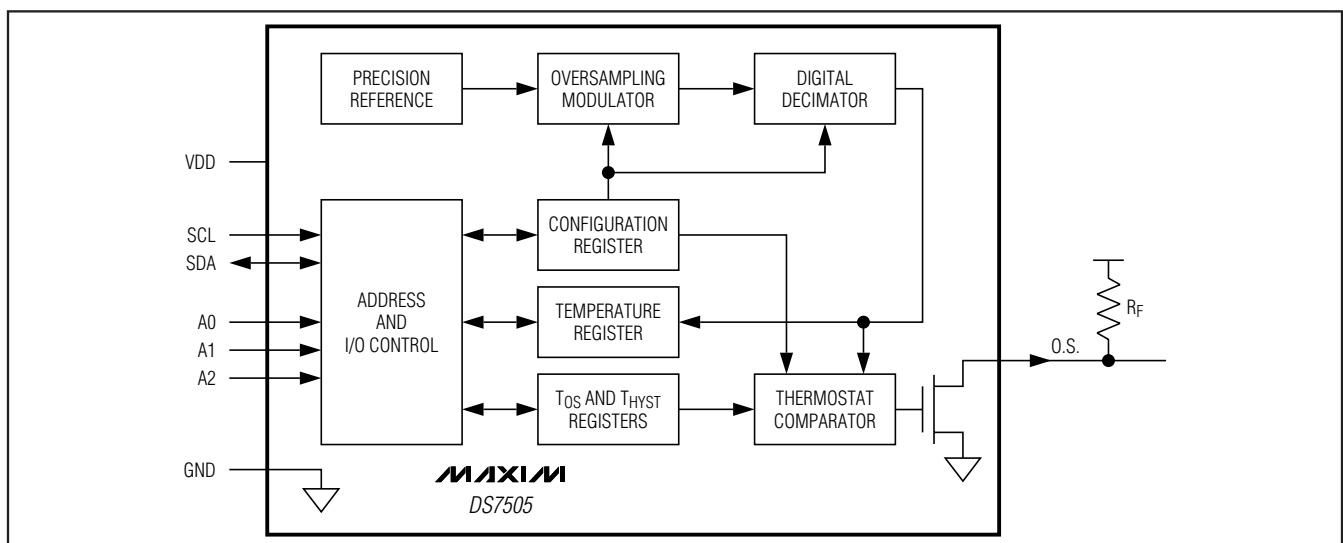 PRECISION
REFERENCE
OVERSAMPLING
MODULATOR
DIGITAL
DECIMATOR
VDD
SCL
SDA
A0
A1
A2
GND
ADDRESS
AND
I/O CONTROL
CONFIGURATION
REGISTER
TEMPERATURE
REGISTER
TOS AND THYST
REGISTERS
THERMOSTAT
COMPARATOR
O.S.
RF
MAXIM
DS7505